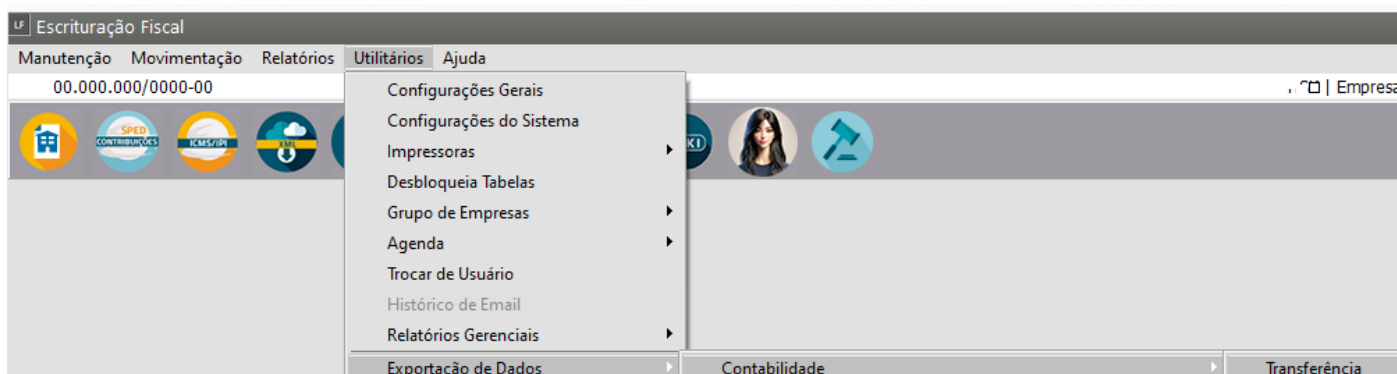 LF Escrituração Fiscal
Manutenção Movimentação Relatórios Utilitários Ajuda
00.000.000/0000-00 | Empresa
Configurações Gerais
SPED CONTRIBUIÇÕES ICMS/IPI XML
Configurações do Sistema
Impressoras
Desbloqueia Tabelas
Grupo de Empresas
Agenda
Trocar de Usuário
Histórico de Email
Relatórios Gerenciais
Exportação de Dados Contabilidade Transferência